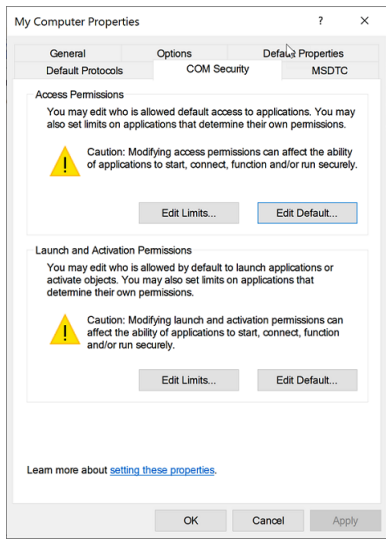 My Computer Properties ? ×
General Options Default Properties
Default Protocols COM Security MSDTC
Access Permissions
You may edit who is allowed default access to applications. You may
also set limits on applications that determine their own permissions.
Caution: Modifying access permissions can affect the ability
of applications to start, connect, function and/or run securely.
Edit Limits... Edit Default...
Launch and Activation Permissions
You may edit who is allowed by default to launch applications or
activate objects. You may also set limits on applications that
determine their own permissions.
Caution: Modifying launch and activation permissions can
affect the ability of applications to start, connect, function
and/or run securely.
Edit Limits... Edit Default...
Learn more about setting these properties.
OK Cancel Apply